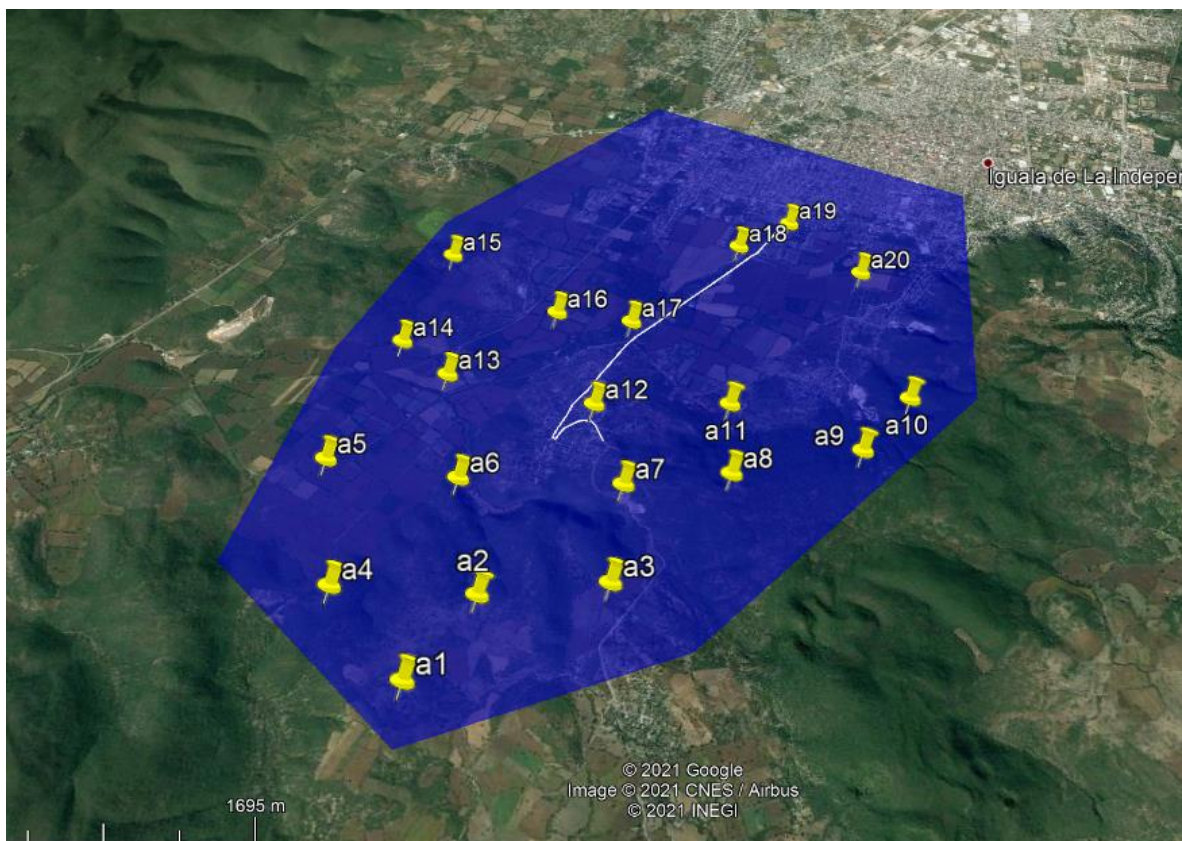 Iguala de La Indepen
a19
a18
a15
a20
a16
a17
a14
a13
a12
a11
a10
a9
a5
a6
a8
a7
a4
a2
a3
a1
© 2021 Google
Image © 2021 CNES / Airbus
© 2021 INEGI
1695 m